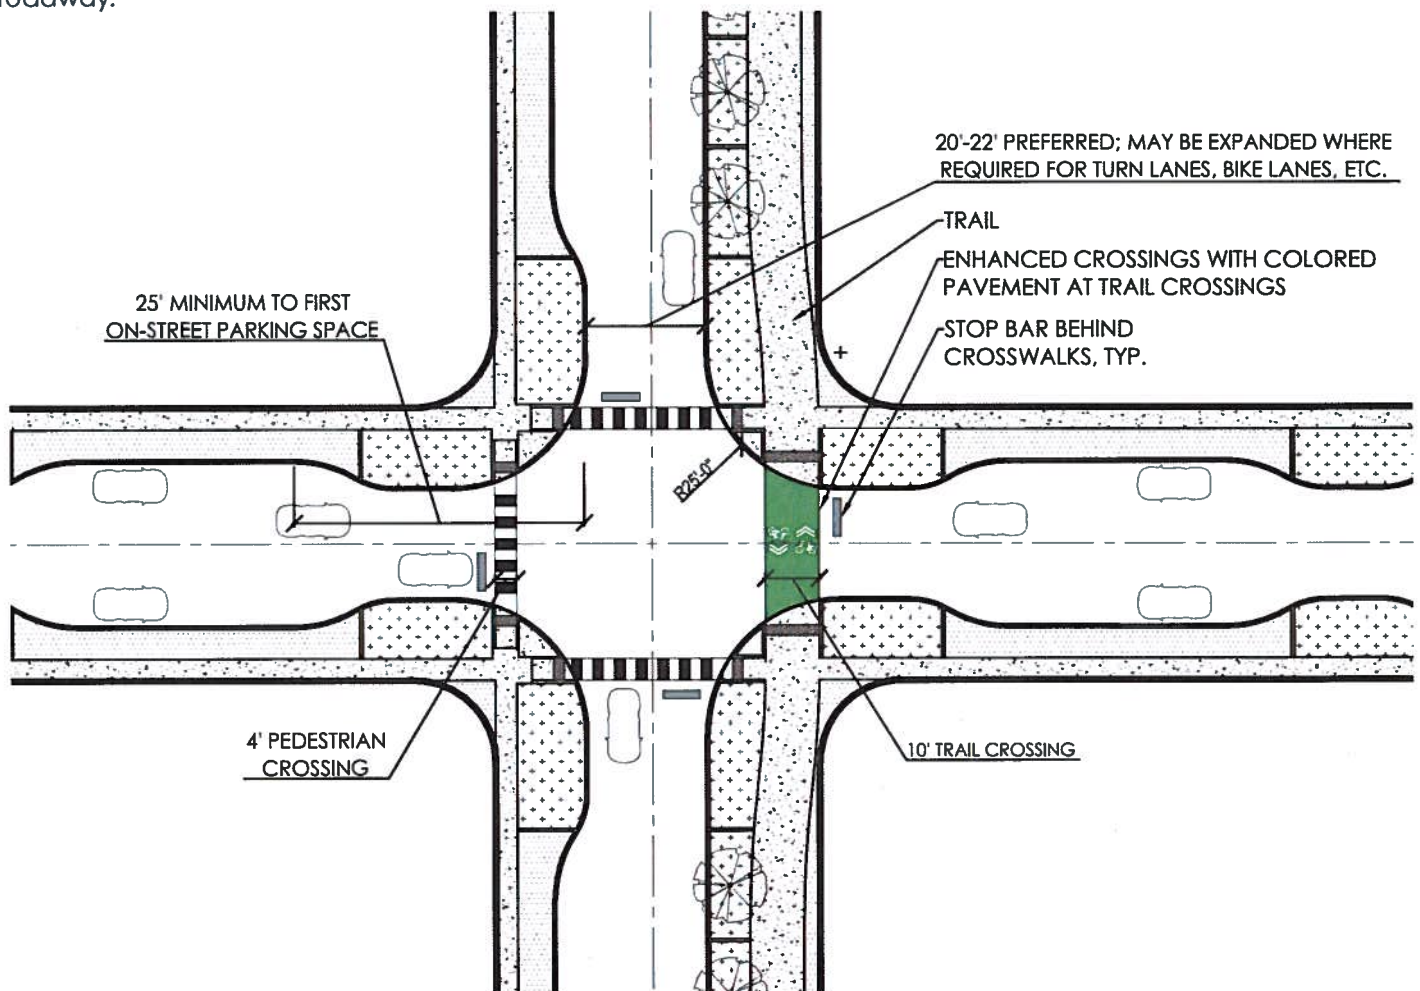 roadway.
20'-22' PREFERRED; MAY BE EXPANDED WHERE
REQUIRED FOR TURN LANES, BIKE LANES, ETC.
TRAIL
ENHANCED CROSSINGS WITH COLORED
PAVEMENT AT TRAIL CROSSINGS
25' MINIMUM TO FIRST
ON-STREET PARKING SPACE
STOP BAR BEHIND
CROSSWALKS, TYP.
R25'-0"
4' PEDESTRIAN
CROSSING
10' TRAIL CROSSING